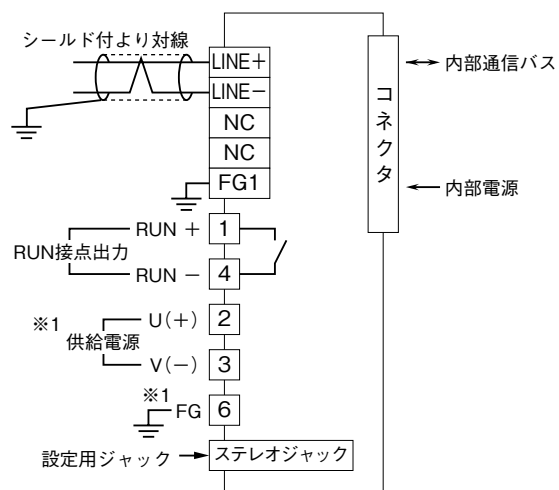 シールド付より対線
LINE+
LINE−
NC
NC
FG1
コネクタ
内部通信バス
内部電源
RUN接点出力
RUN +
1
RUN −
4
※1
供給電源
U(+)
2
V(−)
3
※1
FG
6
設定用ジャック
ステレオジャック